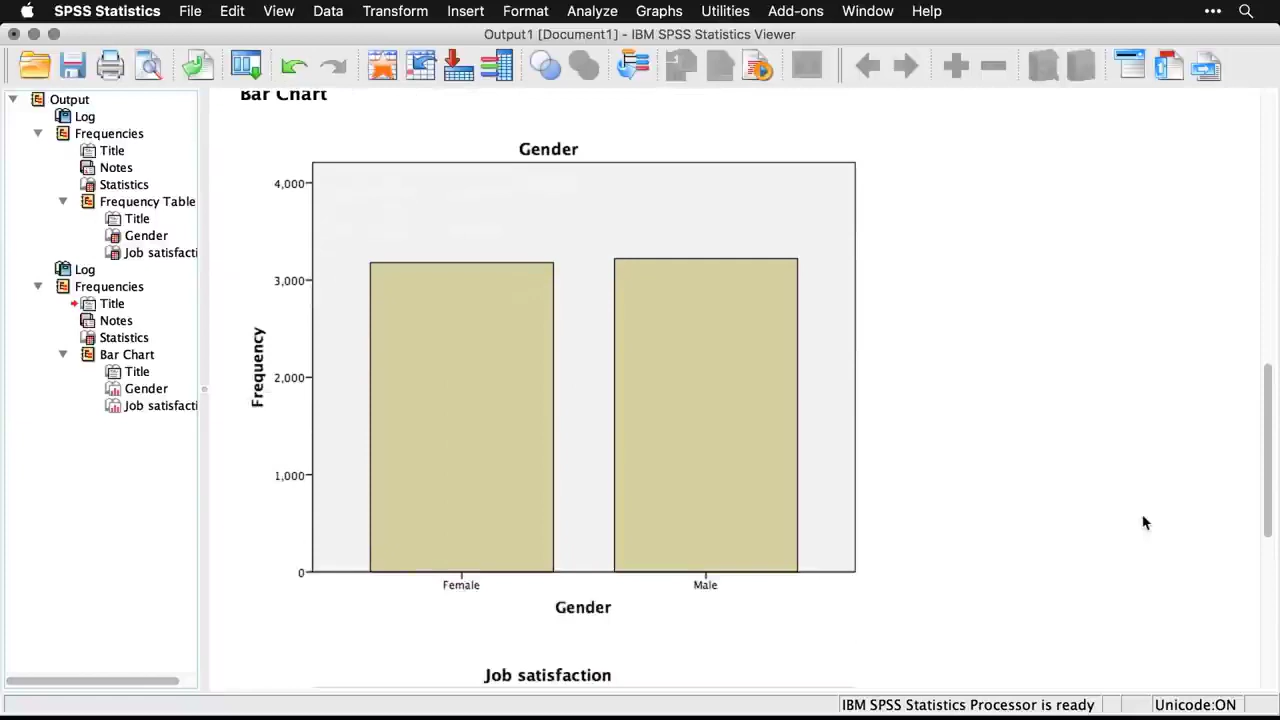 SPSS Statistics File Edit View Data Transform Insert Format Analyze Graphs Utilities Add-ons Window Help
Output1 [Document1] - IBM SPSS Statistics Viewer
Output
Log
Frequencies
Title
Notes
Statistics
Frequency Table
Title
Gender
Job satisfacti
Log
Frequencies
Title
Notes
Statistics
Bar Chart
Title
Gender
Job satisfacti
Bar Chart
Gender
4,000
3,000
2,000
1,000
0
Frequency
Female Male
Gender
Job satisfaction
IBM SPSS Statistics Processor is ready Unicode:ON